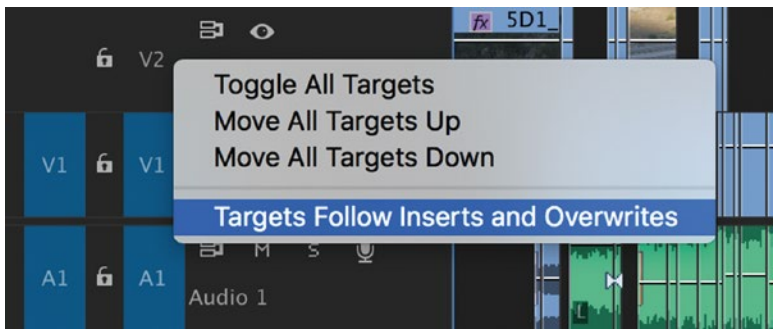 fx 5D1_
V2
Toggle All Targets
Move All Targets Up
V1 V1 Move All Targets Down
Targets Follow Inserts and Overwrites
M S
A1 A1
Audio 1
L